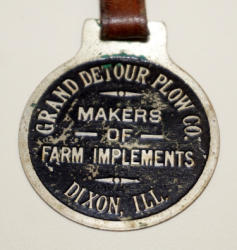 GRAND DETOUR PLOW CO.
MAKERS
OF
FARM IMPLEMENTS
DIXON, ILL.